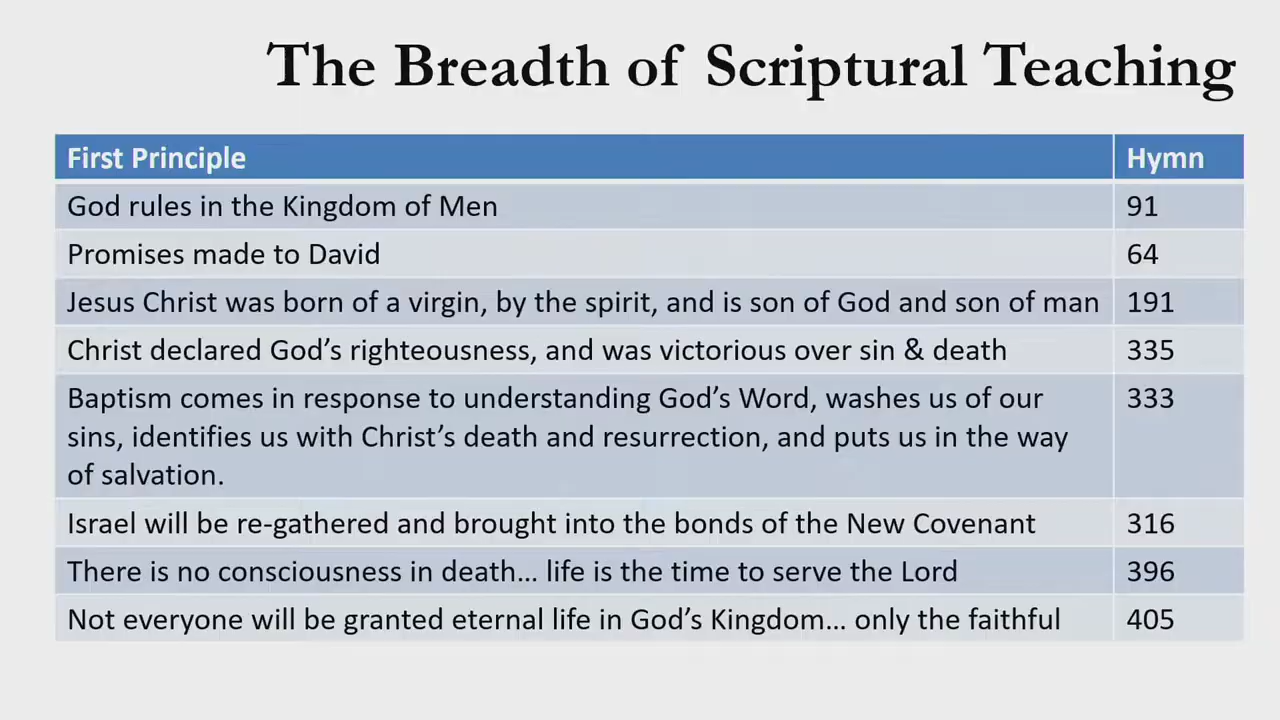 The Breadth of Scriptural Teaching
First Principle Hymn
God rules in the Kingdom of Men 91
Promises made to David 64
Jesus Christ was born of a virgin, by the spirit, and is son of God and son of man 191
Christ declared God’s righteousness, and was victorious over sin & death 335
Baptism comes in response to understanding God’s Word, washes us of our 333
sins, identifies us with Christ’s death and resurrection, and puts us in the way
of salvation.
Israel will be re-gathered and brought into the bonds of the New Covenant 316
There is no consciousness in death… life is the time to serve the Lord 396
Not everyone will be granted eternal life in God’s Kingdom… only the faithful 405